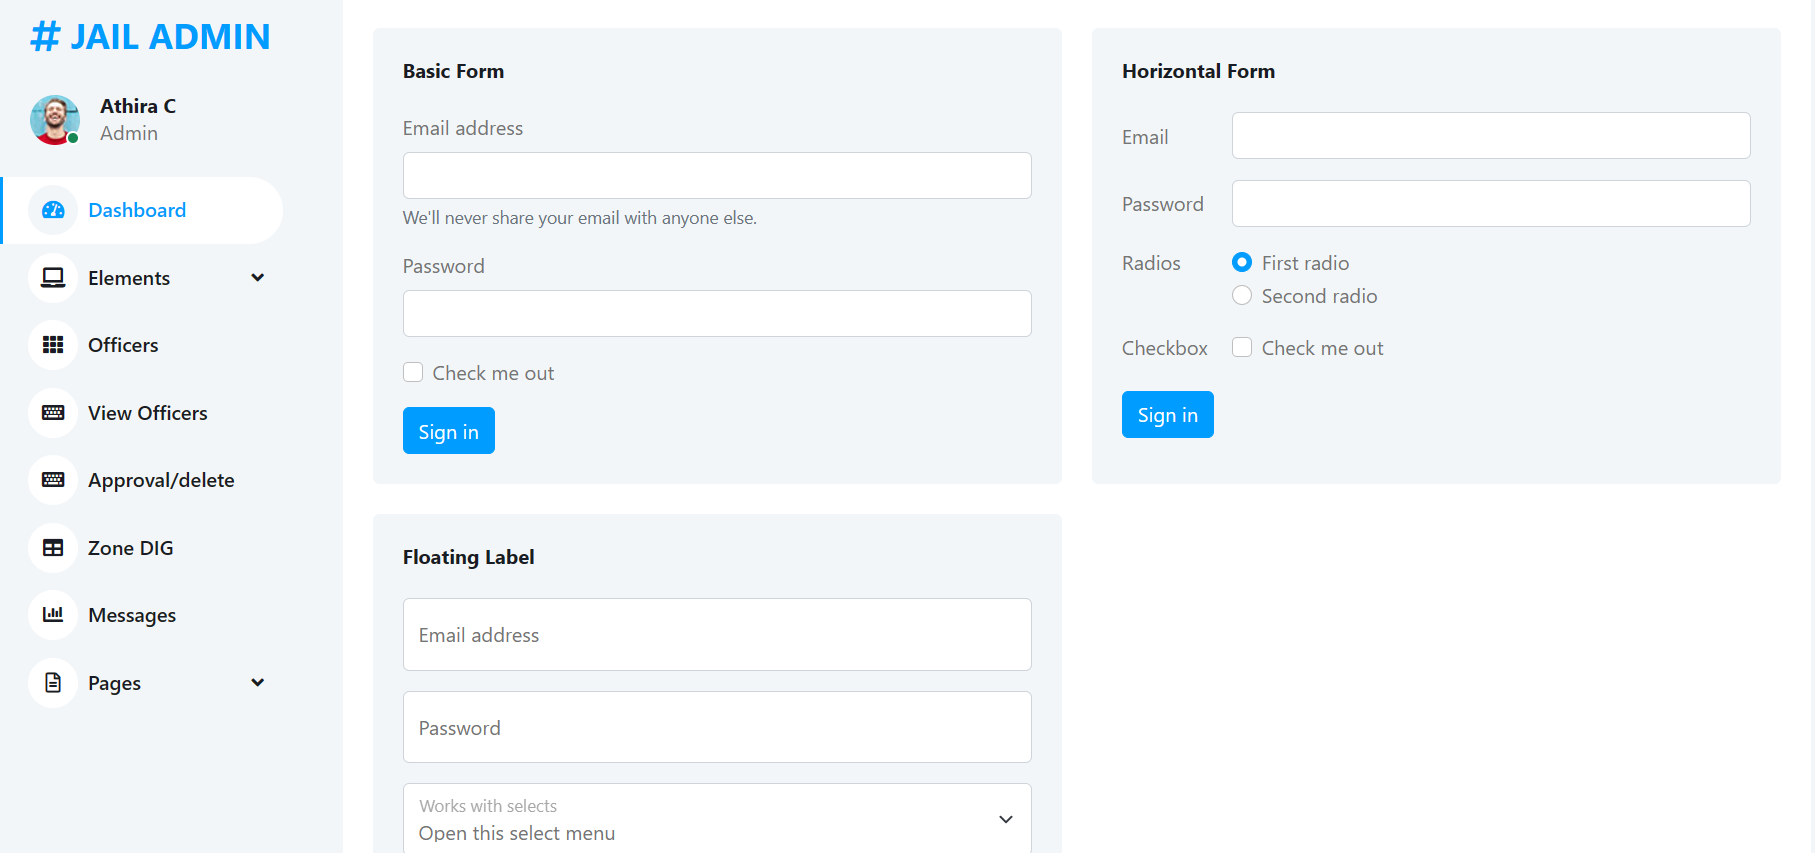 # JAIL ADMIN
Athira C
Admin
Dashboard
Elements
Officers
View Officers
Approval/delete
Zone DIG
Messages
Pages
Basic Form
Email address
We'll never share your email with anyone else.
Password
Check me out
Sign in
Horizontal Form
Email
Password
Radios
First radio
Second radio
Checkbox
Check me out
Sign in
Floating Label
Email address
Password
Works with selects
Open this select menu